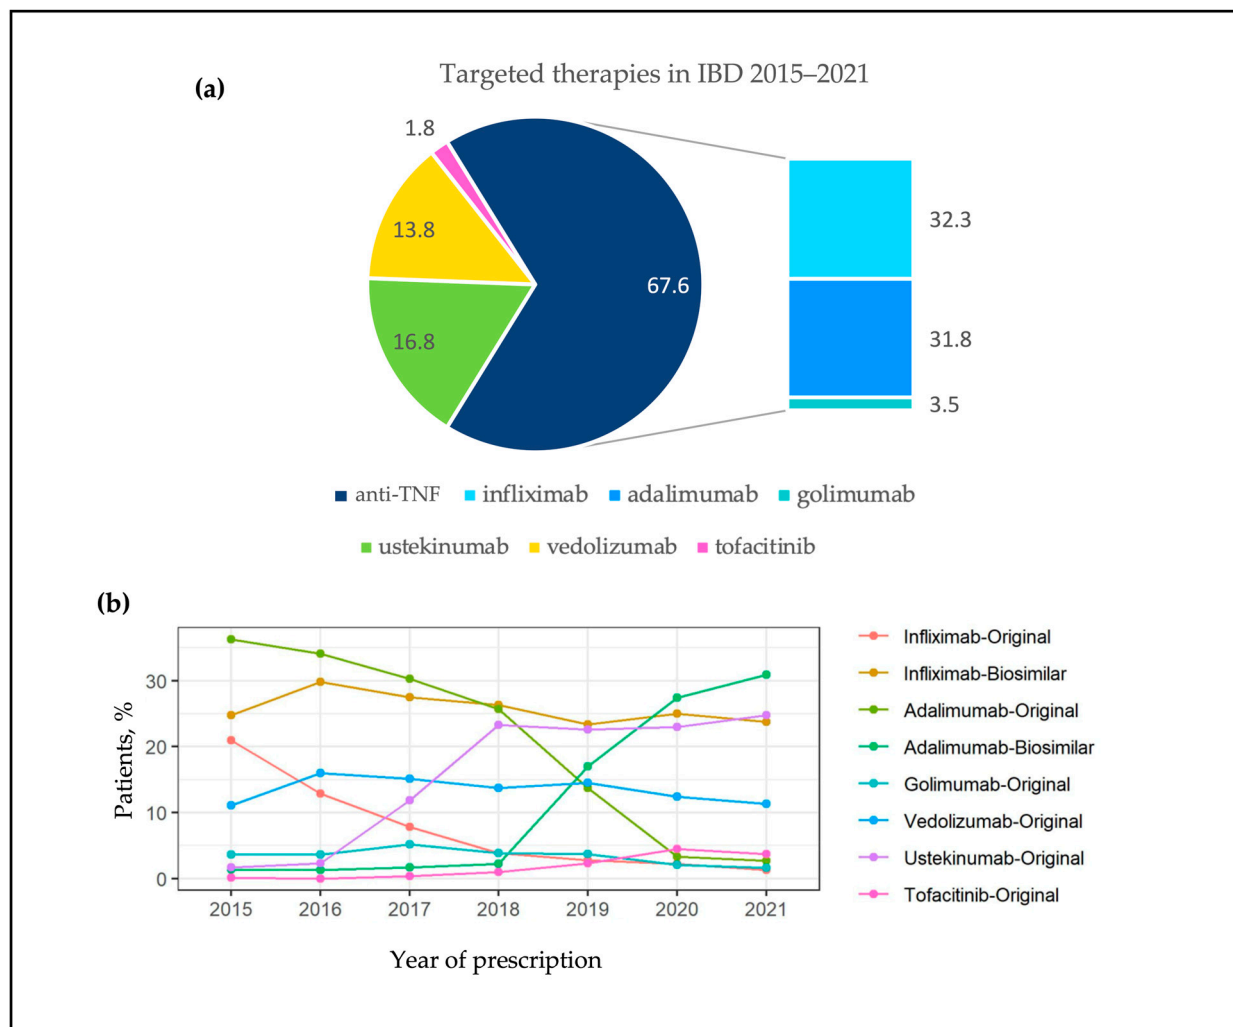 Targeted therapies in IBD 2015–2021
(a)
1.8
13.8
67.6
16.8
32.3
31.8
3.5
anti-TNF infliximab adalimumab golimumab
ustekinumab vedolizumab tofacitinib
(b)
Patients, %
30
20
10
0
2015 2016 2017 2018 2019 2020 2021
Year of prescription
Infliximab-Original
Infliximab-Biosimilar
Adalimumab-Original
Adalimumab-Biosimilar
Golimumab-Original
Vedolizumab-Original
Ustekinumab-Original
Tofacitinib-Original